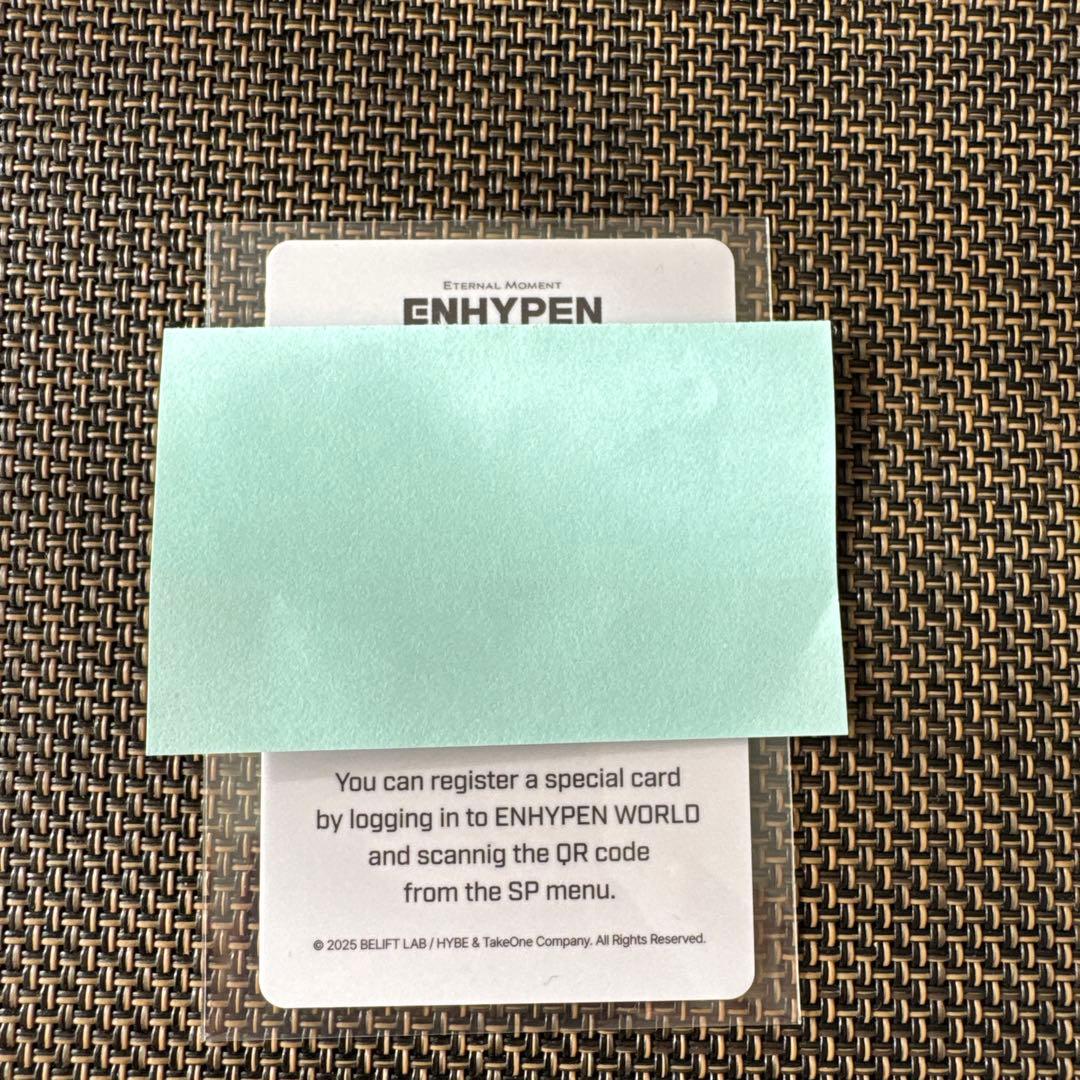 ETERNAL MOMENT
ENHYPEN
You can register a special card
by logging in to ENHYPEN WORLD
and scannig the QR code
from the SP menu.
© 2025 BELIFT LAB / HYBE & TakeOne Company. All Rights Reserved.